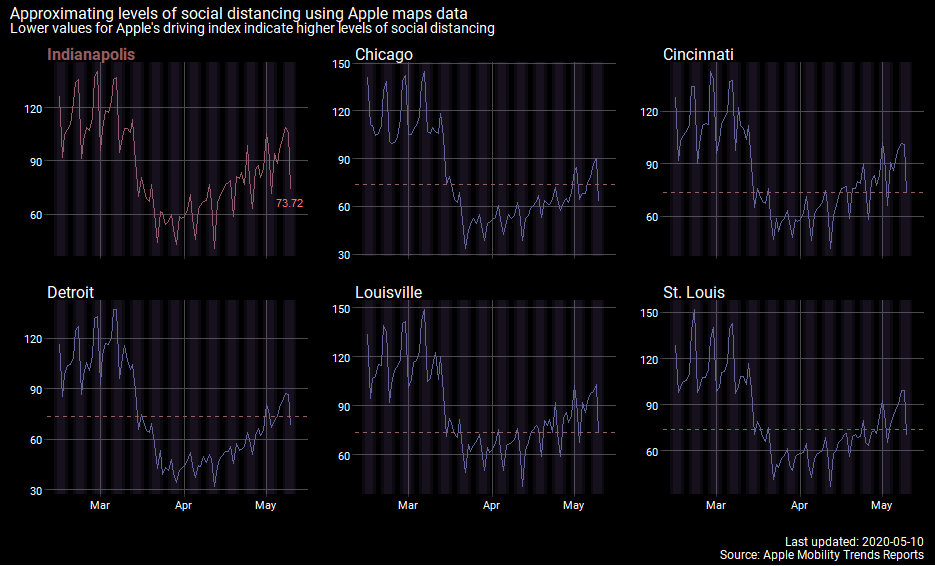 Approximating levels of social distancing using Apple maps data
Lower values for Apple's driving index indicate higher levels of social distancing
Indianapolis
120
90
60
73.72
Chicago
150
120
90
60
30
Cincinnati
120
90
60
Detroit
120
90
60
30
Mar Apr May
Louisville
150
120
90
60
Mar Apr May
St. Louis
150
120
90
60
Mar Apr May
Last updated: 2020-05-10
Source: Apple Mobility Trends Reports